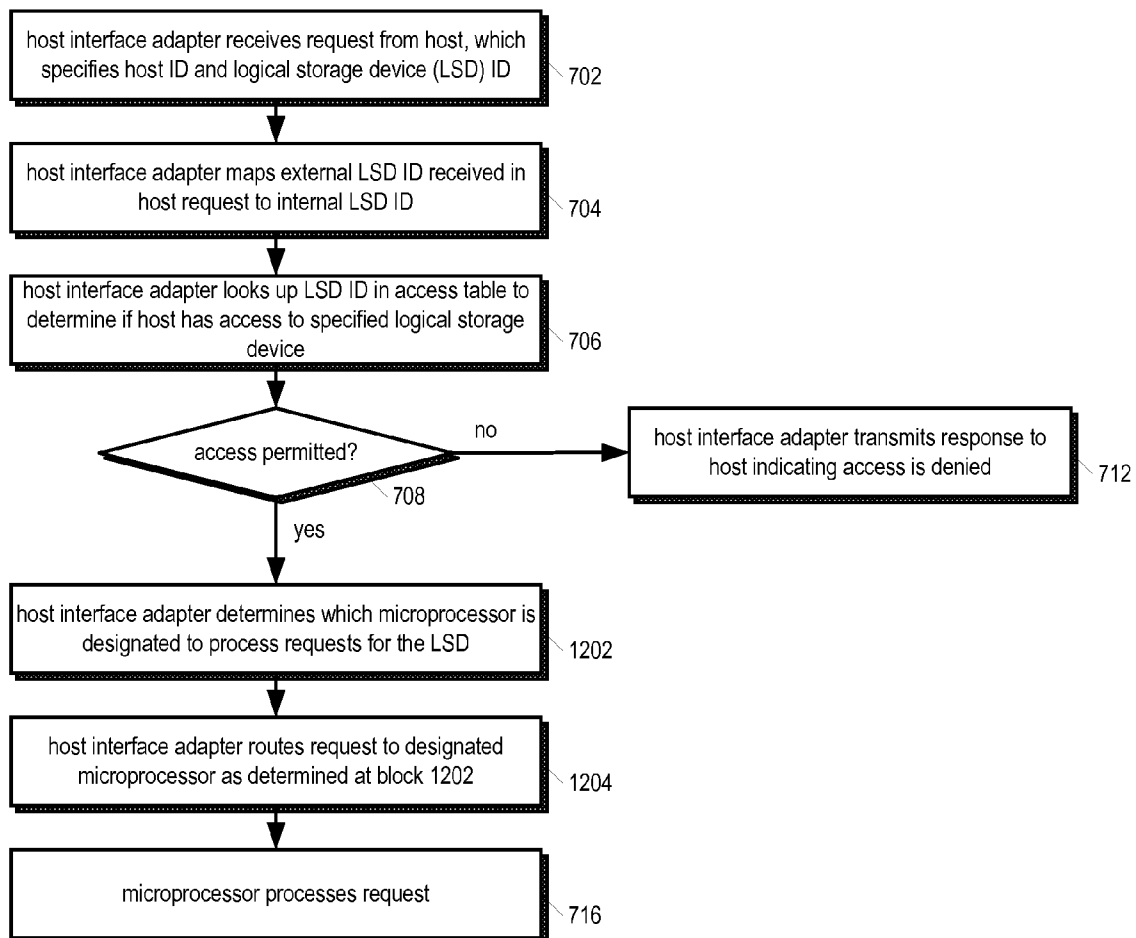 host interface adapter receives request from host, which
specifies host ID and logical storage device (LSD) ID
702
host interface adapter maps external LSD ID received in
host request to internal LSD ID
704
host interface adapter looks up LSD ID in access table to
determine if host has access to specified logical storage
device
706
access permitted?
708
no
host interface adapter transmits response to
host indicating access is denied
712
yes
host interface adapter determines which microprocessor is
designated to process requests for the LSD
1202
host interface adapter routes request to designated
microprocessor as determined at block 1202
1204
microprocessor processes request
716